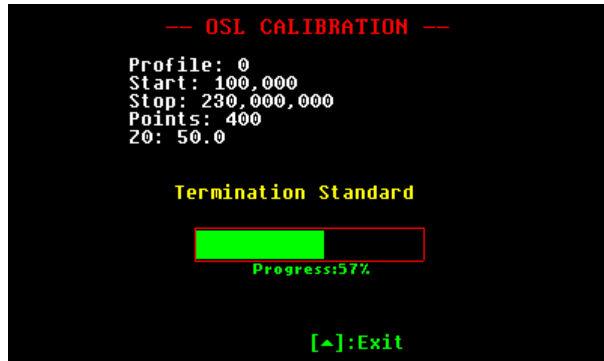 -- OSL CALIBRATION --
Profile: 0
Start: 100,000
Stop: 230,000,000
Points: 400
Z0: 50.0
Termination Standard
Progress:57%
[▲]:Exit